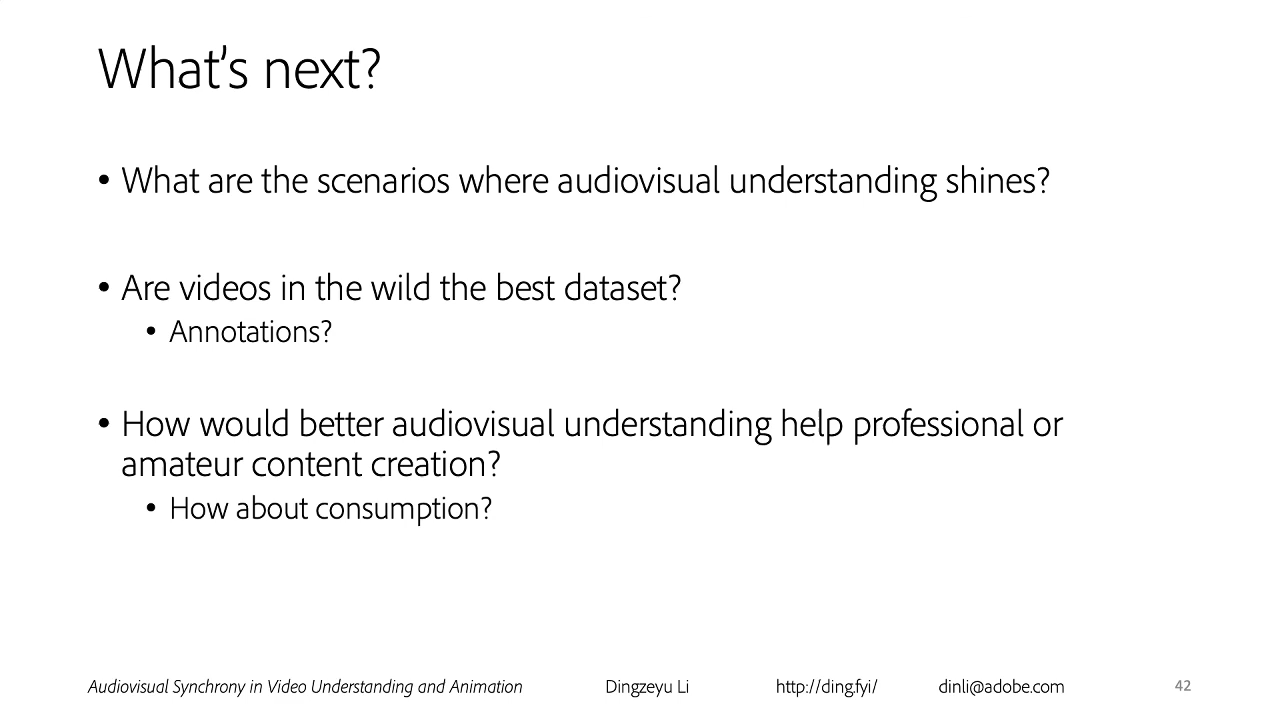 What's next?
• What are the scenarios where audiovisual understanding shines?
• Are videos in the wild the best dataset?
• Annotations?
• How would better audiovisual understanding help professional or
amateur content creation?
• How about consumption?
Audiovisual Synchrony in Video Understanding and Animation Dingzeyu Li http://ding.fyi/ dinli@adobe.com 42